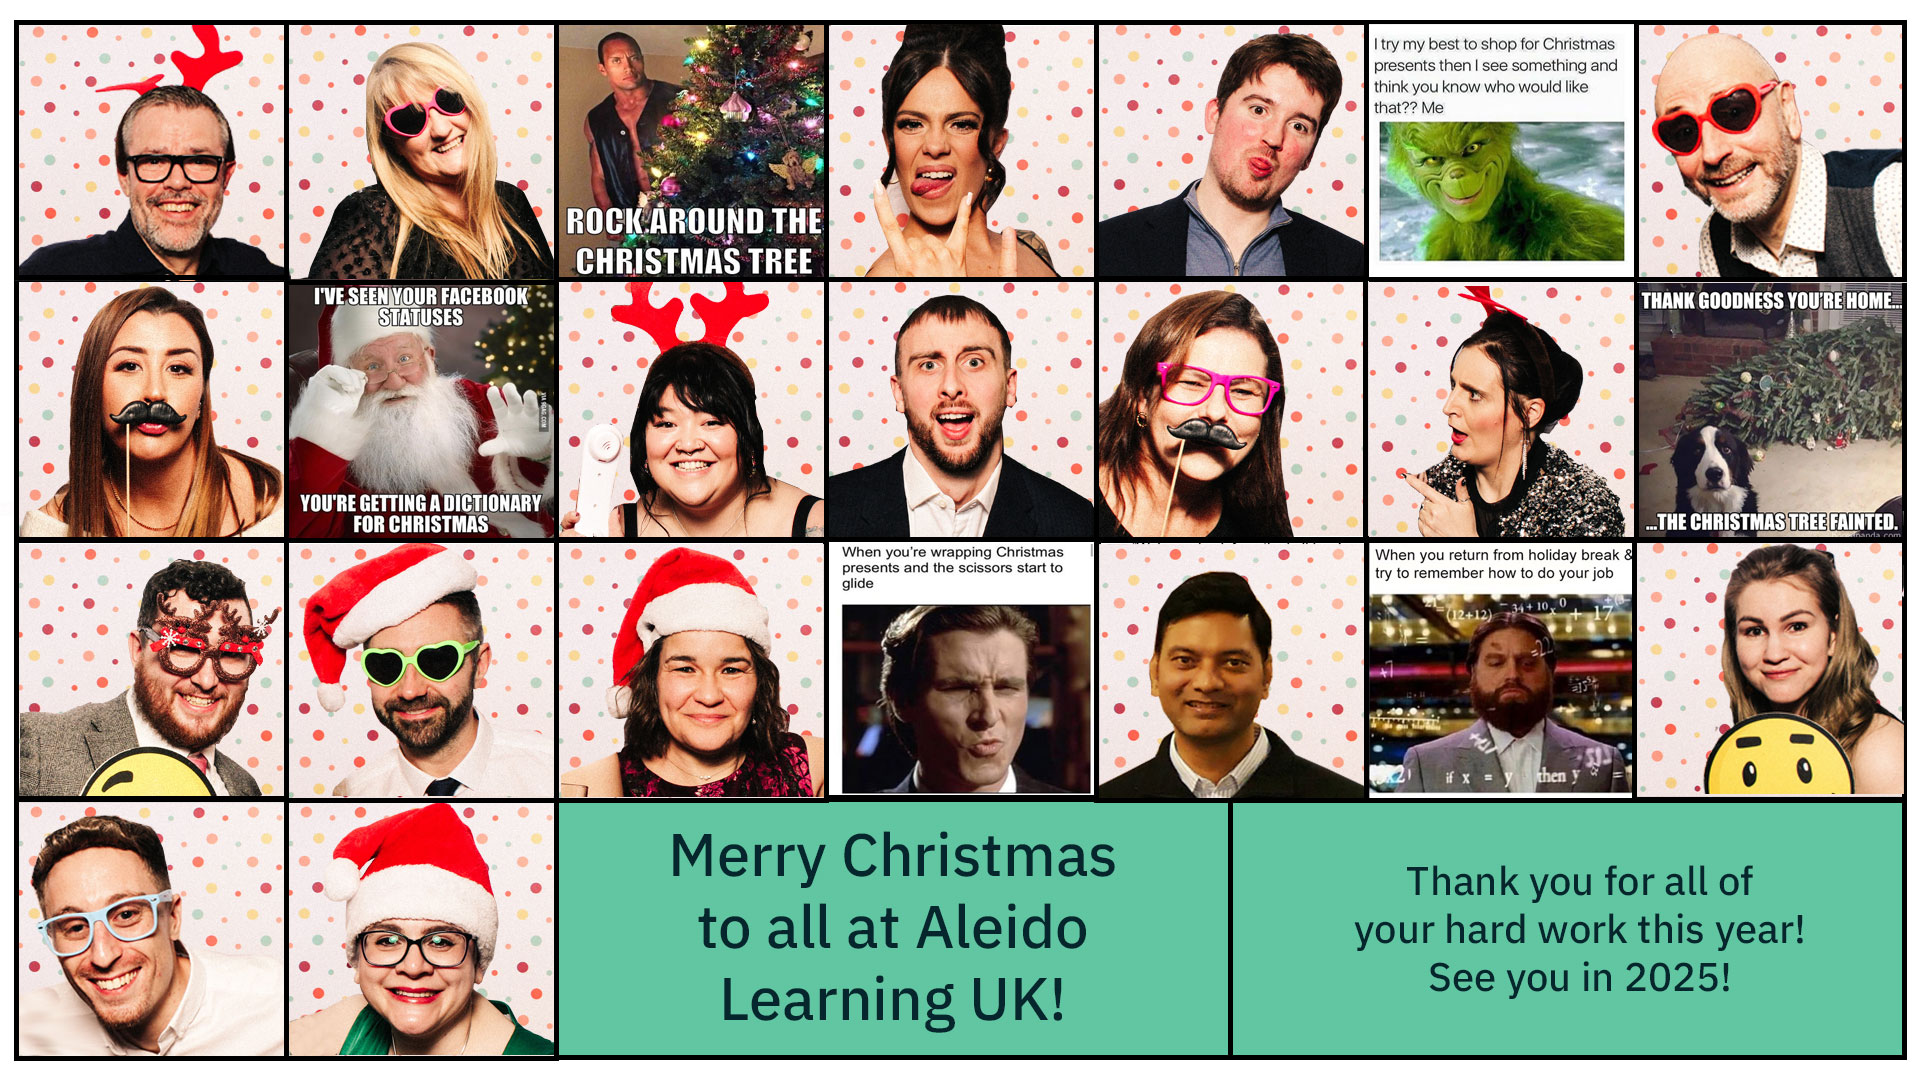 I try my best to shop for Christmas
presents then I see something and
think you know who would like
that?? Me
ROCK AROUND THE
CHRISTMAS TREE
I'VE SEEN YOUR FACEBOOK
STATUSES
YOU'RE GETTING A DICTIONARY
FOR CHRISTMAS
THANK GOODNESS YOU'RE HOME...
...THE CHRISTMAS TREE FAINTED.
When you're wrapping Christmas
presents and the scissors start to
glide
When you return from holiday break &
try to remember how to do your job
(12+12)
if x = y then y =
Merry Christmas
to all at Aleido
Learning UK!
Thank you for all of
your hard work this year!
See you in 2025!